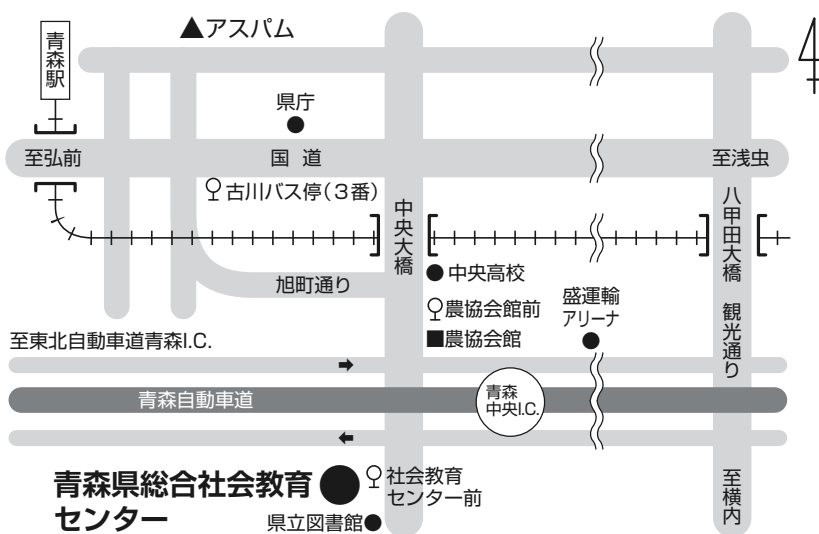 ▲アスパム
青森駅
県庁
至弘前
国道
至浅虫
古川バス停(3番)
中央大橋
八甲田大橋
旭町通り
●中央高校
農協会館前
■農協会館
盛運輸
アリーナ
観光通り
至東北自動車道青森I.C.
青森自動車道
青森
中央I.C.
青森県総合社会教育
センター
社会教育
センター前
県立図書館●
至横内